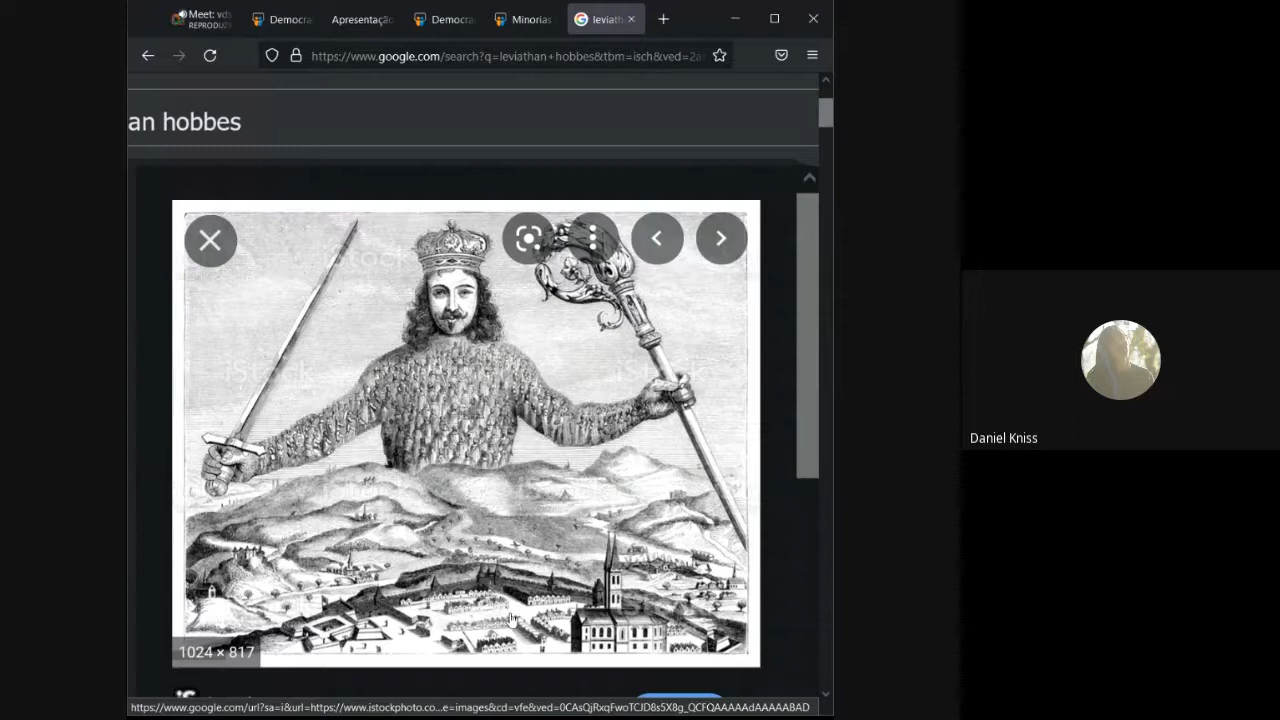 Meet: vds
REPRODUZI
Democra
Apresentação
Democra
Minorias
leviath
https://www.google.com/search?q=leviathan+hobbes&tbm=isch&ved=2a
an hobbes
iStock
iStock
iStock
1024 × 817
Daniel Kniss
https://www.google.com/url?sa=i&url=https://www.istockphoto.co...e=images&cd=vfe&ved=0CAsQjRxqFwoTCJD8s5X8g_QCFQAAAAAdAAAAABAD